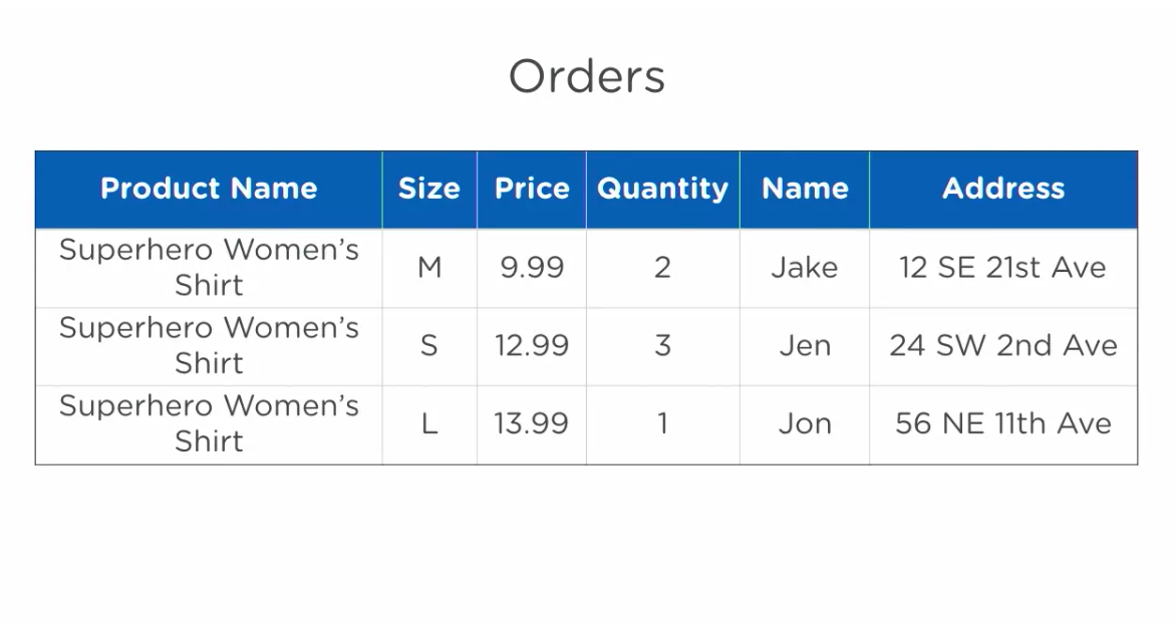 Orders
Product Name Size Price Quantity Name Address
Superhero Women’s
Shirt M 9.99 2 Jake 12 SE 21st Ave
Superhero Women’s
Shirt S 12.99 3 Jen 24 SW 2nd Ave
Superhero Women’s
Shirt L 13.99 1 Jon 56 NE 11th Ave